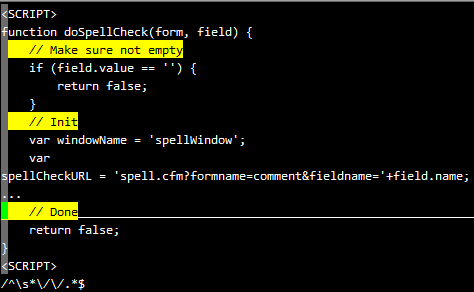 <SCRIPT>
function doSpellCheck(form, field) {
// Make sure not empty
if (field.value == '') {
return false;
}
// Init
var windowName = 'spellWindow';
var
spellCheckURL = 'spell.cfm?formname=comment&fieldname='+field.name;
...
// Done
return false;
}
<SCRIPT>
/^\s*\/\/.*$